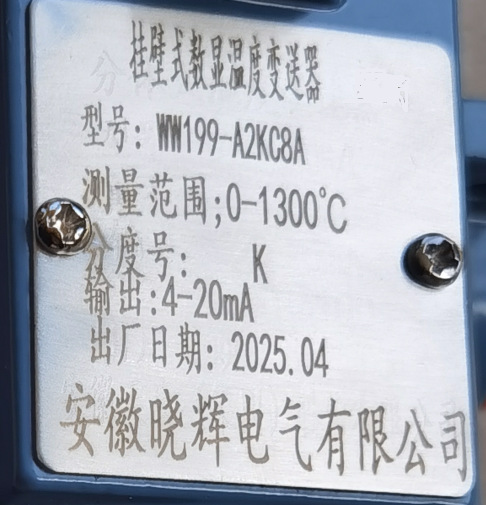 挂壁式数显温度变送器
型号: WW199-A2KC8A
测量范围;0-1300℃
分度号: K
输出:4-20mA
出厂日期: 2025.04
安徽晓辉电气有限公司